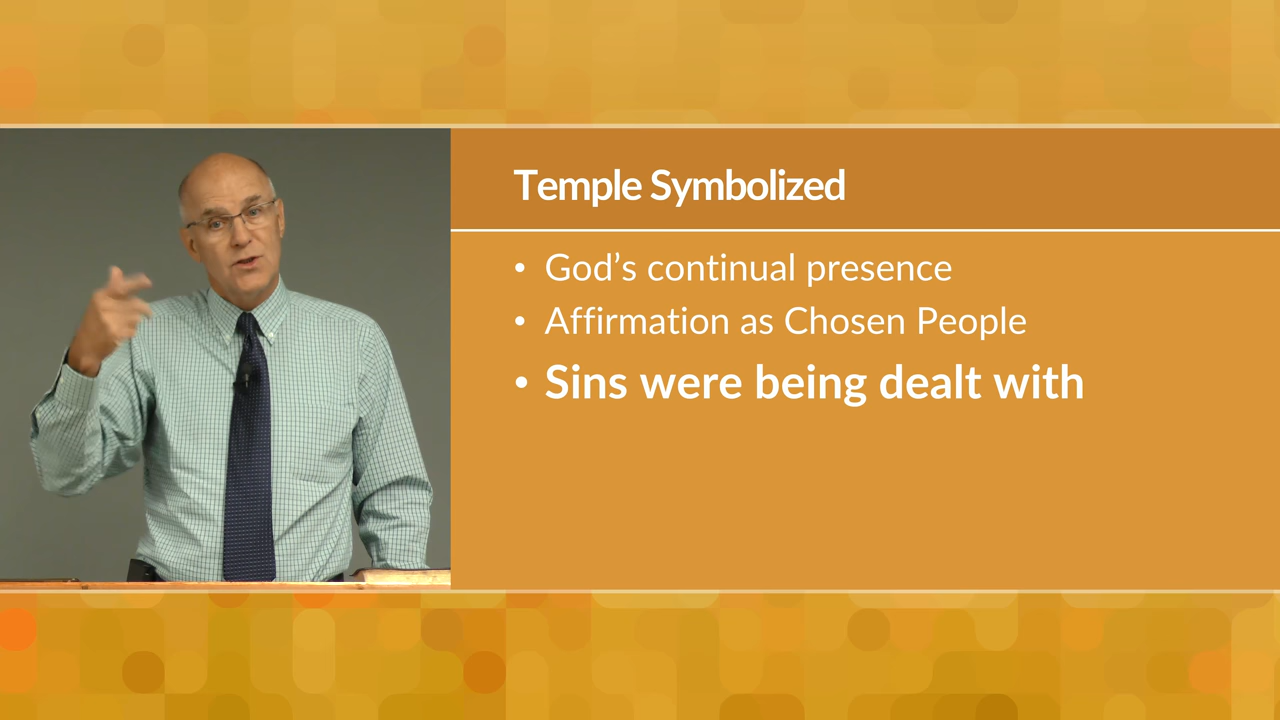 Temple Symbolized
• God’s continual presence
• Affirmation as Chosen People
• Sins were being dealt with